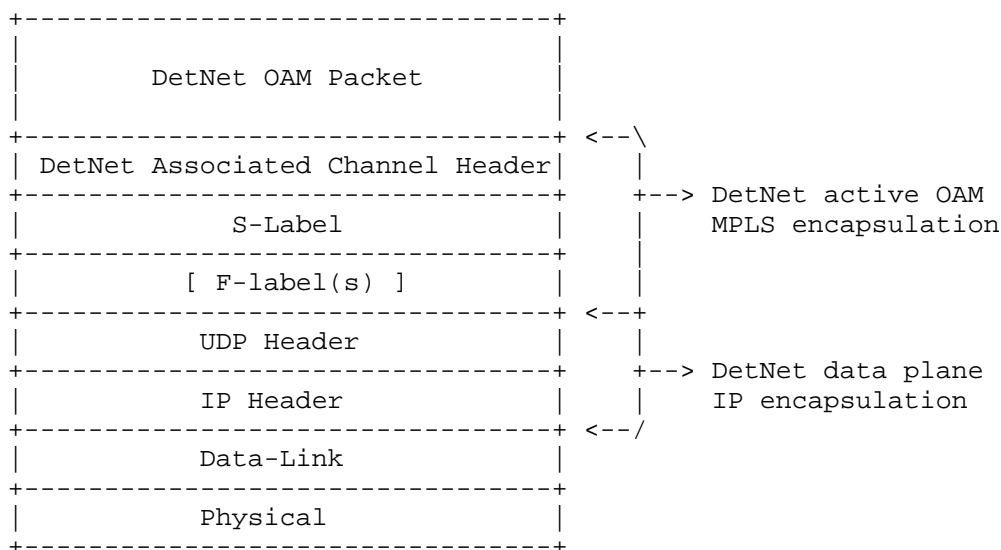 DetNet OAM Packet
DetNet Associated Channel Header
S-Label
DetNet active OAM
MPLS encapsulation
[ F-label(s) ]
UDP Header
IP Header
DetNet data plane
IP encapsulation
Data-Link
Physical